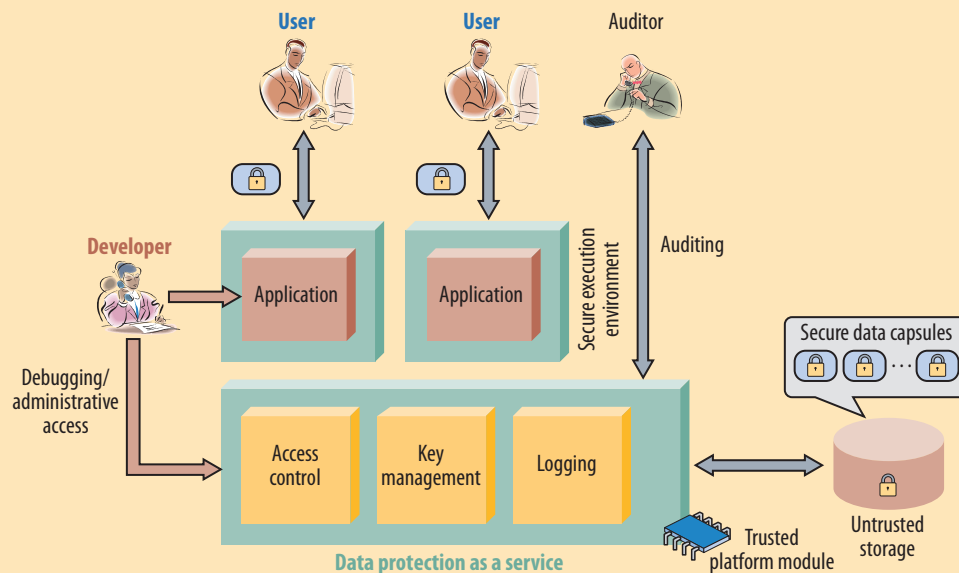 User
User
Auditor
Developer
Application
Application
Secure execution
environment
Auditing
Secure data capsules
...
Debugging/
administrative
access
Access
control
Key
management
Logging
Trusted
platform module
Untrusted
storage
Data protection as a service